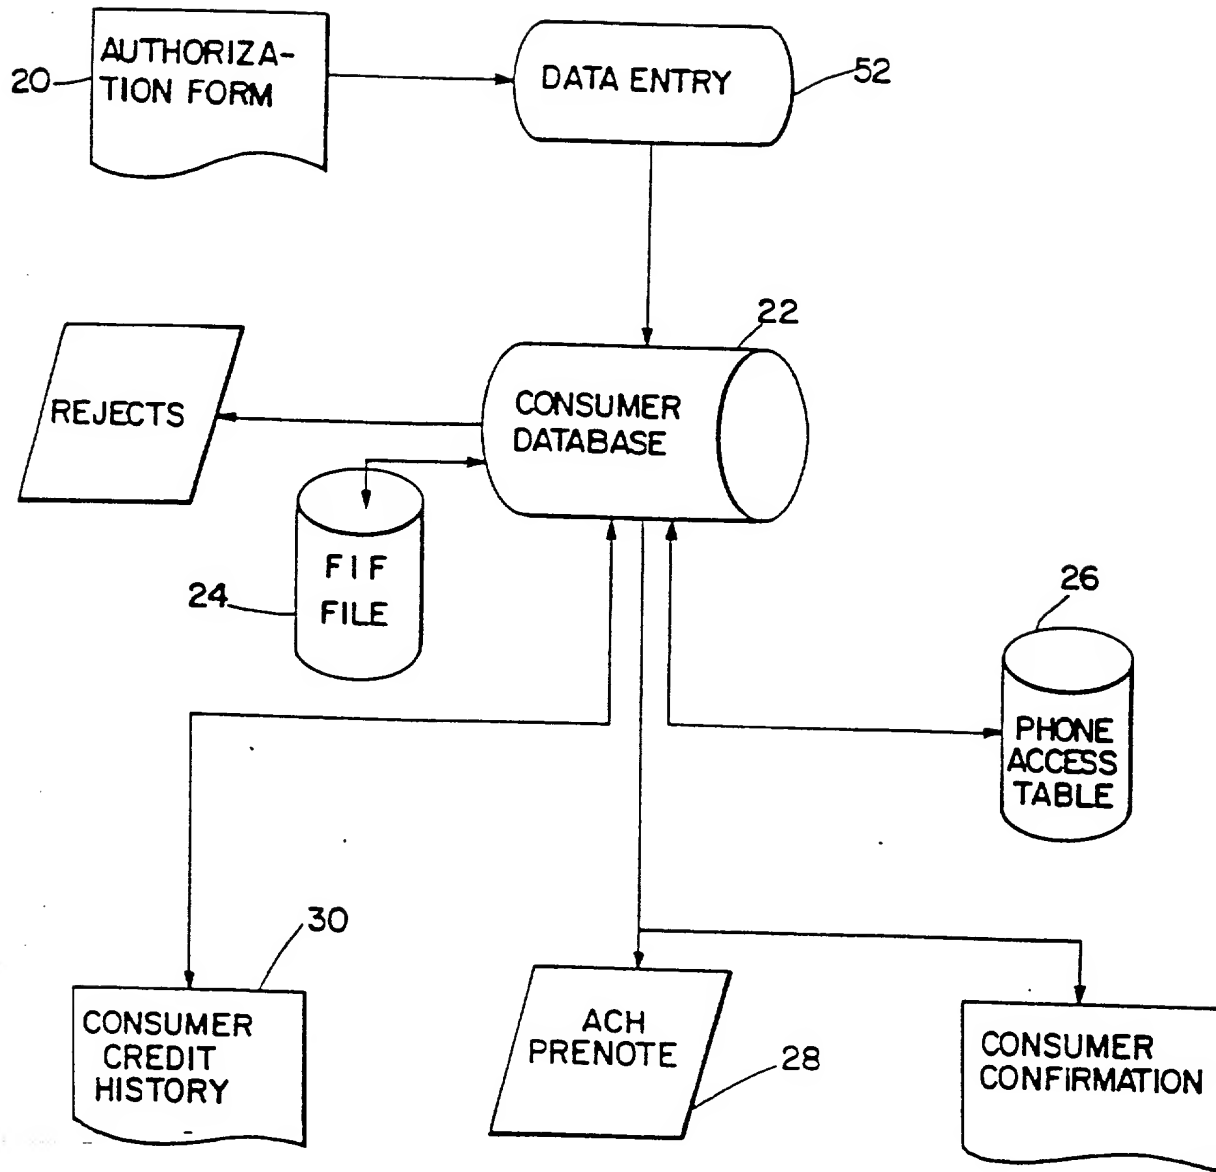 AUTHORIZA-
TION FORM
20
DATA ENTRY
52
22
CONSUMER
DATABASE
REJECTS
FIF
FILE
24
26
PHONE
ACCESS
TABLE
30
CONSUMER
CREDIT
HISTORY
ACH
PRENOTE
28
CONSUMER
CONFIRMATION